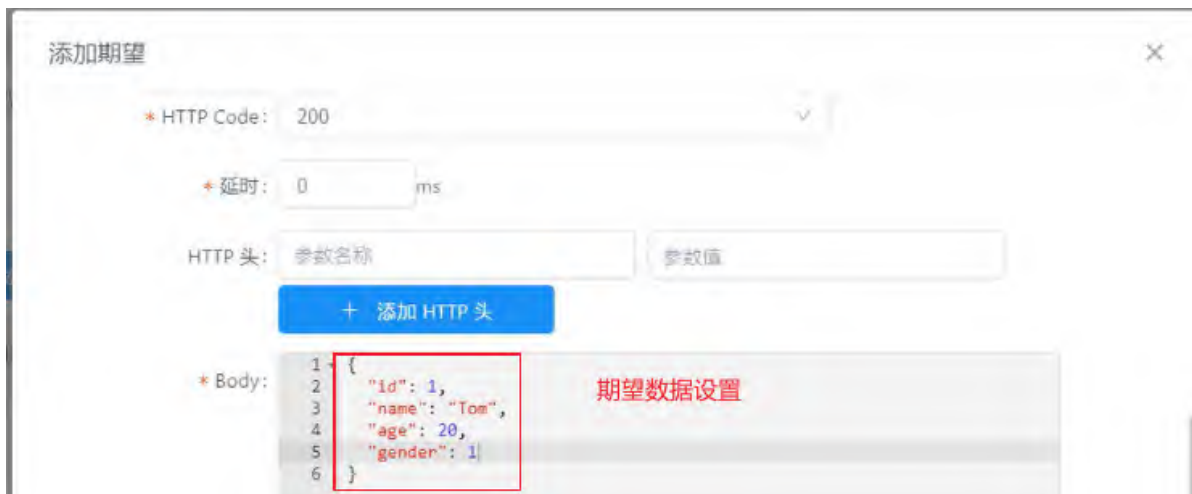 添加期望
* HTTP Code: 200
* 延时: 0 ms
HTTP 头: 参数名称 参数值
+ 添加 HTTP 头
* Body:
1 {
2 "id": 1,
3 "name": "Tom",
4 "age": 20,
5 "gender": 1
6 }
期望数据设置